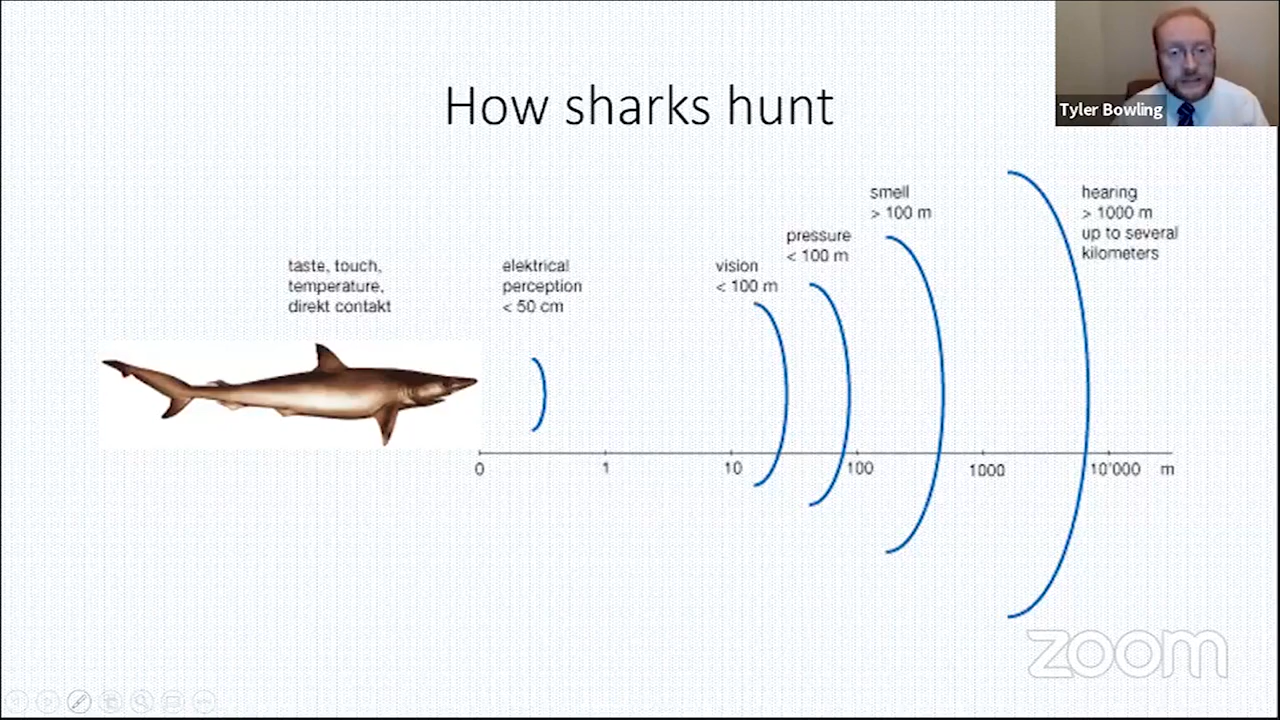 How sharks hunt
Tyler Bowling
taste, touch,
temperature,
direkt contakt
elektrical
perception
< 50 cm
vision
< 100 m
pressure
< 100 m
smell
> 100 m
hearing
> 1000 m
up to several
kilometers
0 1 10 100 1000 10'000 m
zoom